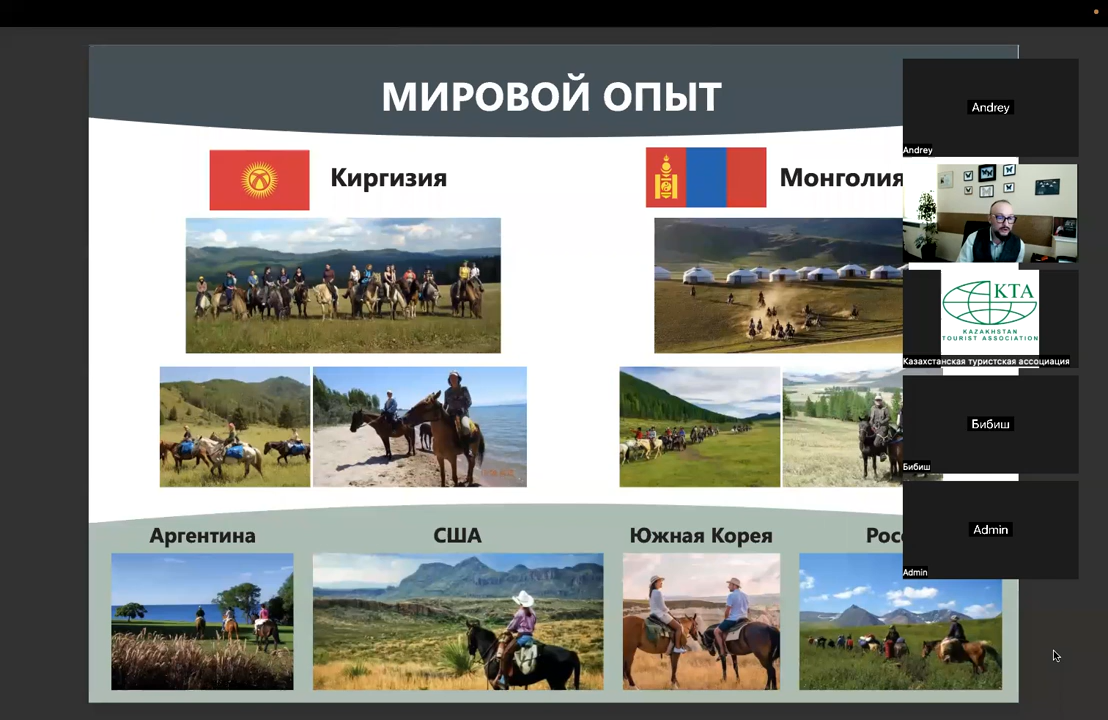 МИРОВОЙ ОПЫТ
Киргизия
Монголия
Аргентина
США
Южная Корея
Рос
Andrey
Andrey
KTA
KAZAKHSTAN
TOURIST ASSOCIATION
Казахстанская туристская ассоциация
Бибиш
Бибиш
Admin
Admin